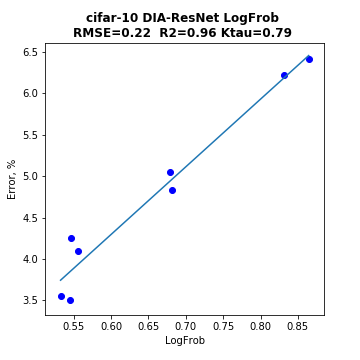 cifar-10 DIA-ResNet LogFrob
RMSE=0.22 R2=0.96 Ktau=0.79
6.5
6.0
5.5
5.0
4.5
4.0
3.5
Error, %
0.55 0.60 0.65 0.70 0.75 0.80 0.85
LogFrob